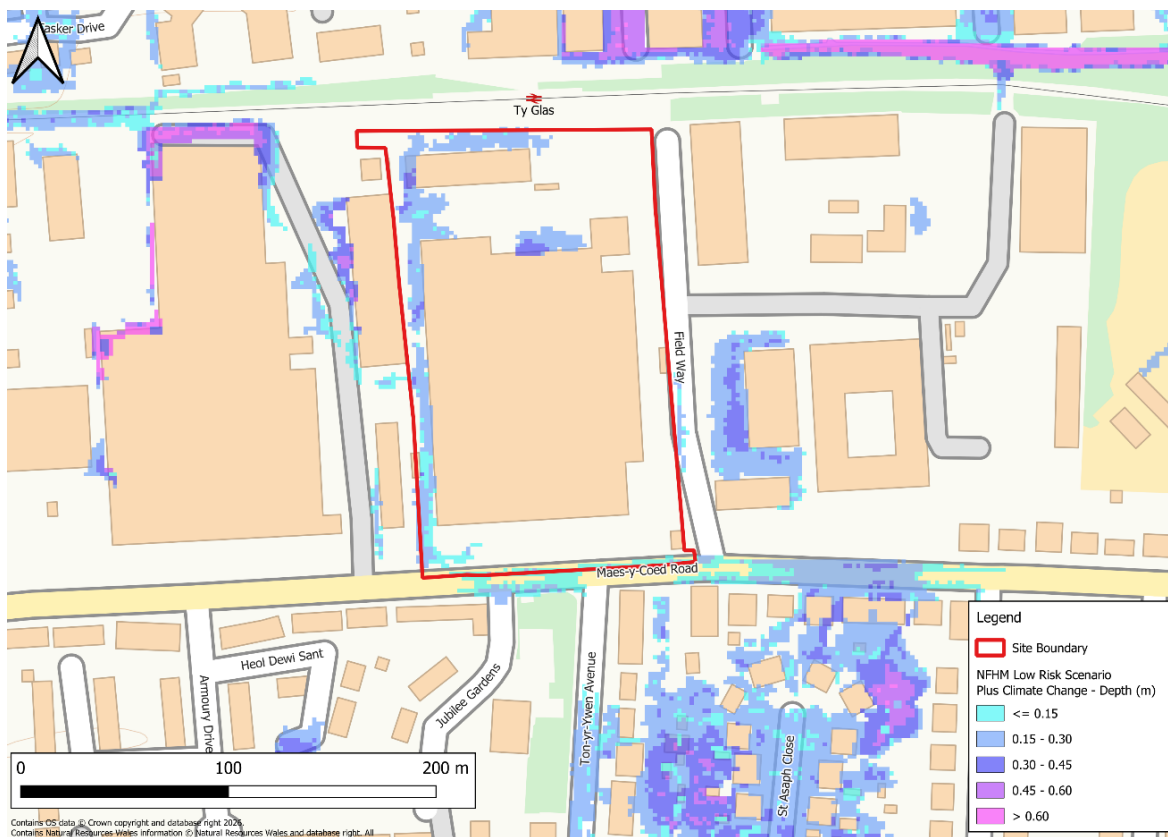 Tasker Drive
Ty Glas
Field Way
Maes-y-Coed Road
Heol Dewi Sant
Armoury Drive
Jubilee Gardens
Ton-yr-Ywen Avenue
St Asaph Close
Legend
Site Boundary
NFHM Low Risk Scenario
Plus Climate Change - Depth (m)
<= 0.15
0.15 - 0.30
0.30 - 0.45
0.45 - 0.60
> 0.60
0 100 200 m
Contains OS data © Crown copyright and database right 2026.
Contains Natural Resources Wales information © Natural Resources Wales and database right. All